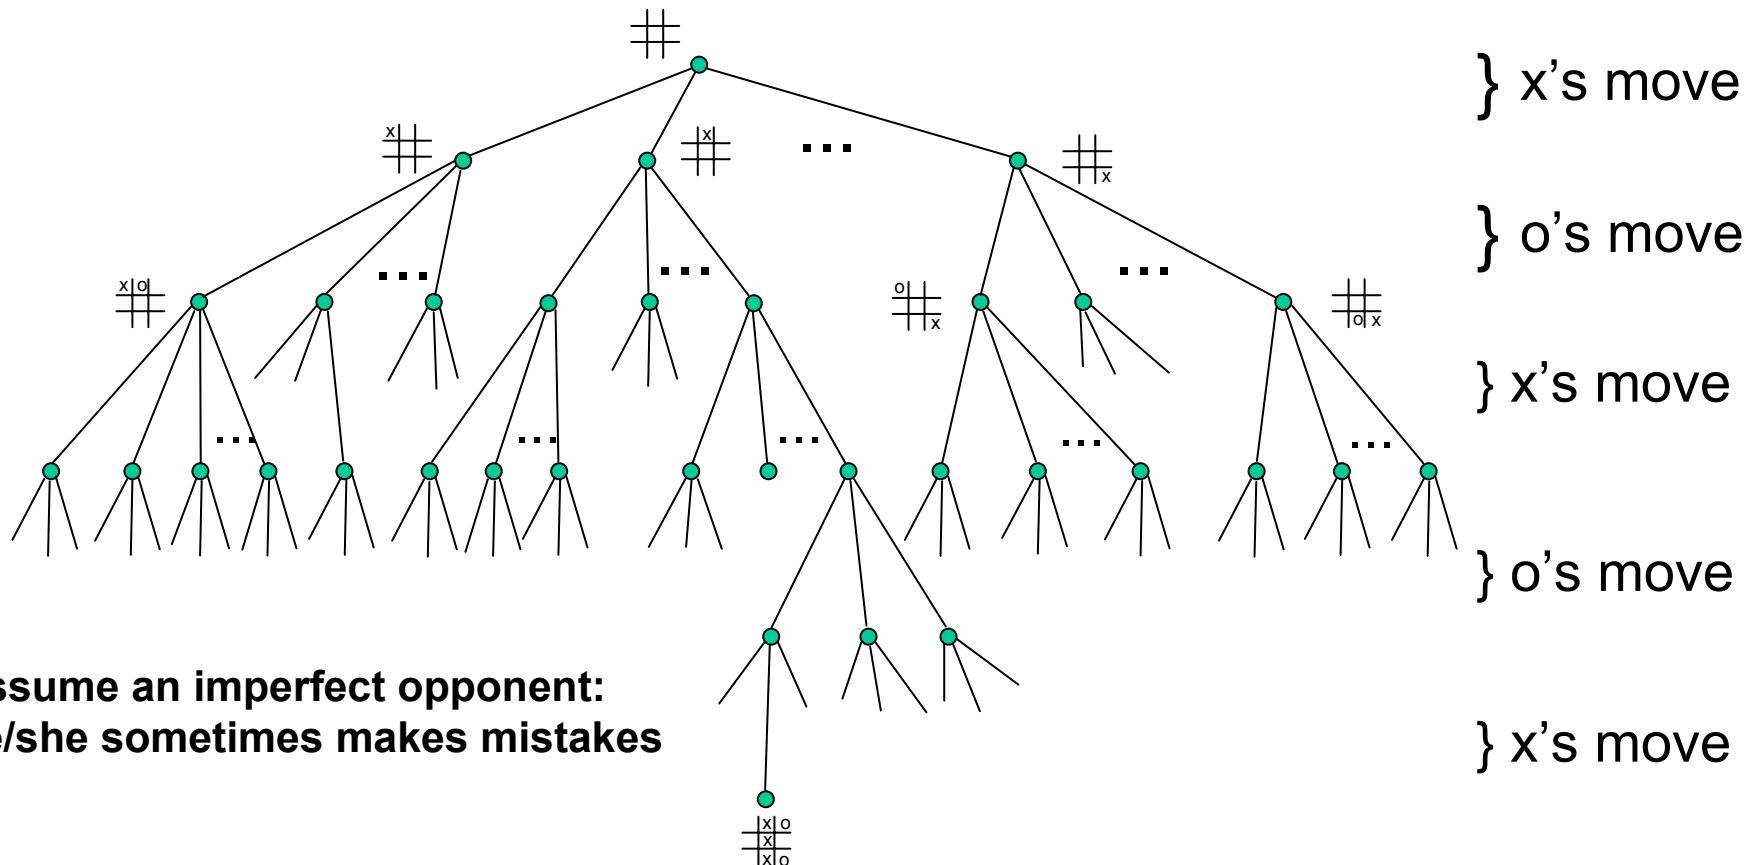 } x's move
x
x
...
x
} o's move
...
...
...
x o
o
x
o x
} x's move
...
...
...
...
...
} o's move
ssume an imperfect opponent:
e/she sometimes makes mistakes
} x's move
x o
x
x o